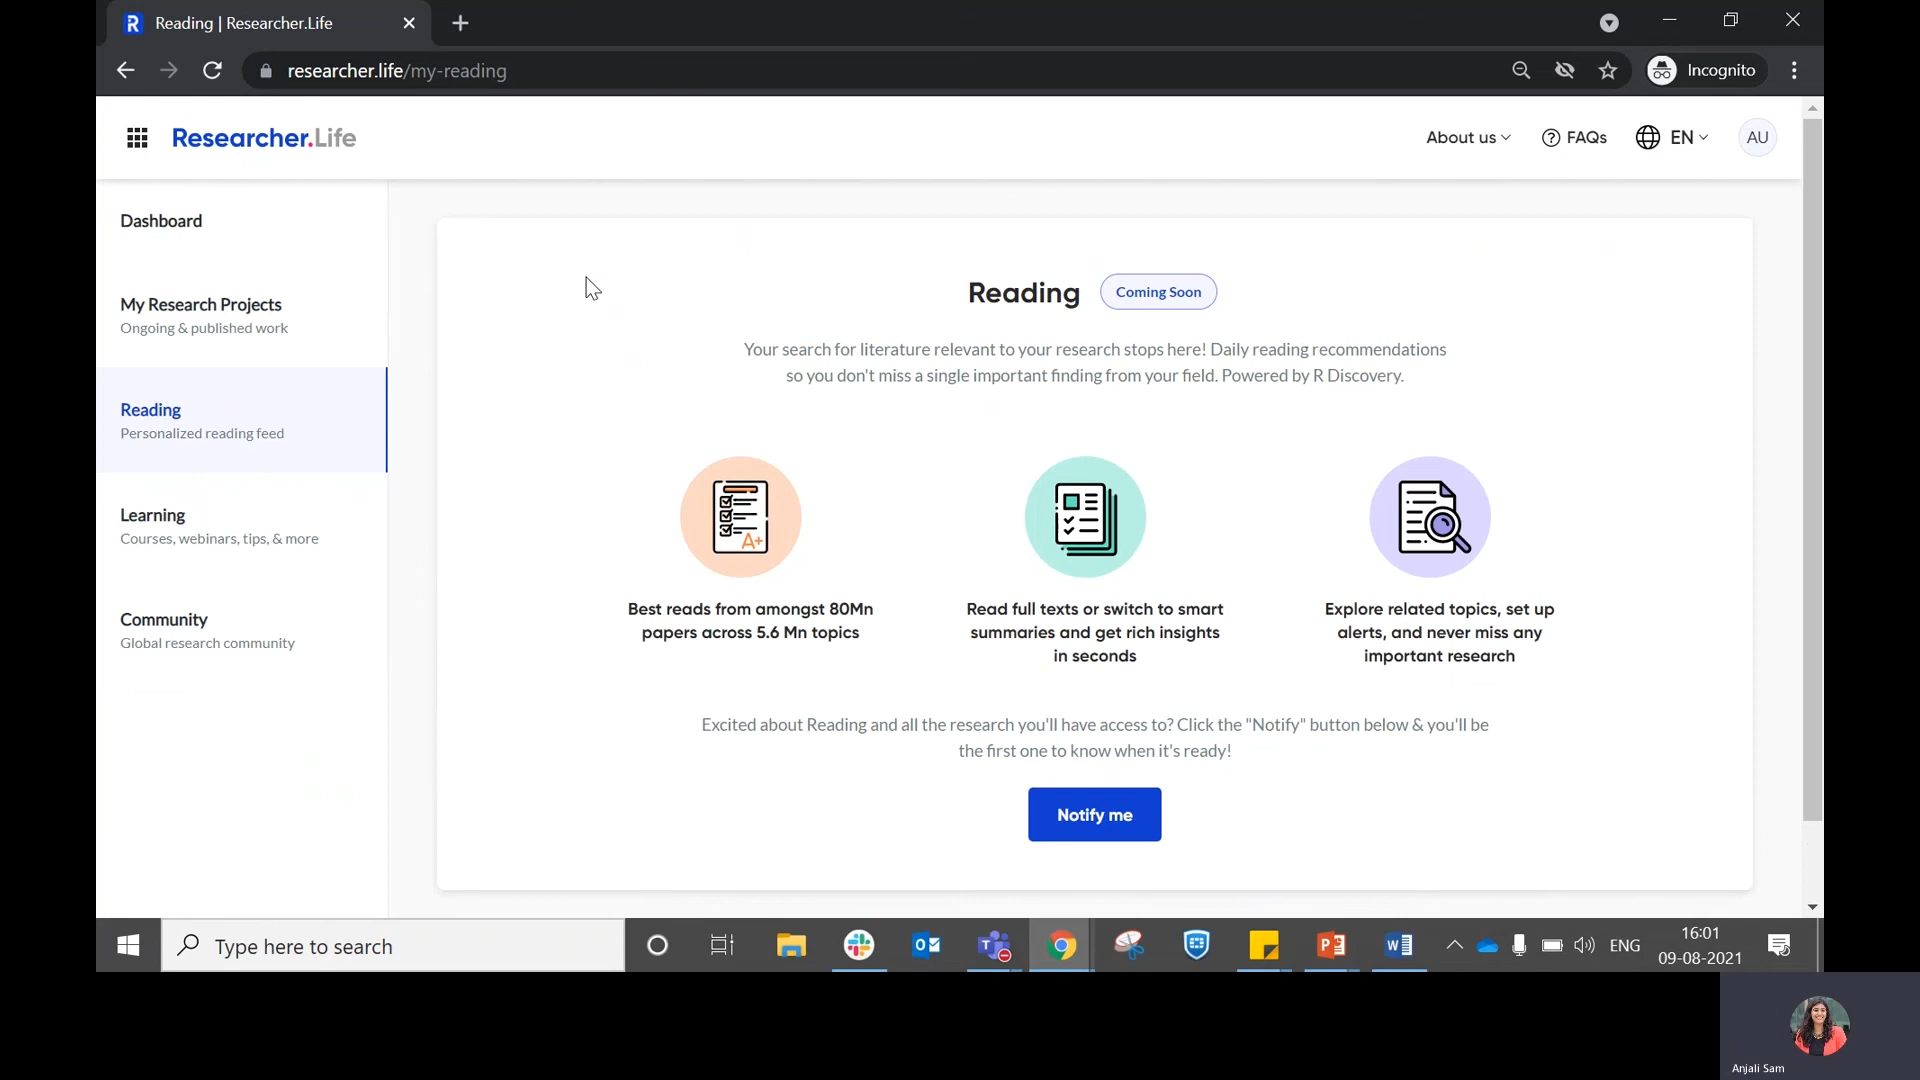 Reading | Researcher.Life
researcher.life/my-reading
Incognito
Researcher.Life
About us
FAQs
EN
AU
Dashboard
My Research Projects
Ongoing & published work
Reading
Personalized reading feed
Learning
Courses, webinars, tips, & more
Community
Global research community
Reading
Coming Soon
Your search for literature relevant to your research stops here! Daily reading recommendations
so you don't miss a single important finding from your field. Powered by R Discovery.
A+
Best reads from amongst 80Mn
papers across 5.6 Mn topics
Read full texts or switch to smart
summaries and get rich insights
in seconds
Explore related topics, set up
alerts, and never miss any
important research
Excited about Reading and all the research you'll have access to? Click the "Notify" button below & you'll be
the first one to know when it's ready!
Notify me
Type here to search
ENG
16:01
09-08-2021
Anjali Sam